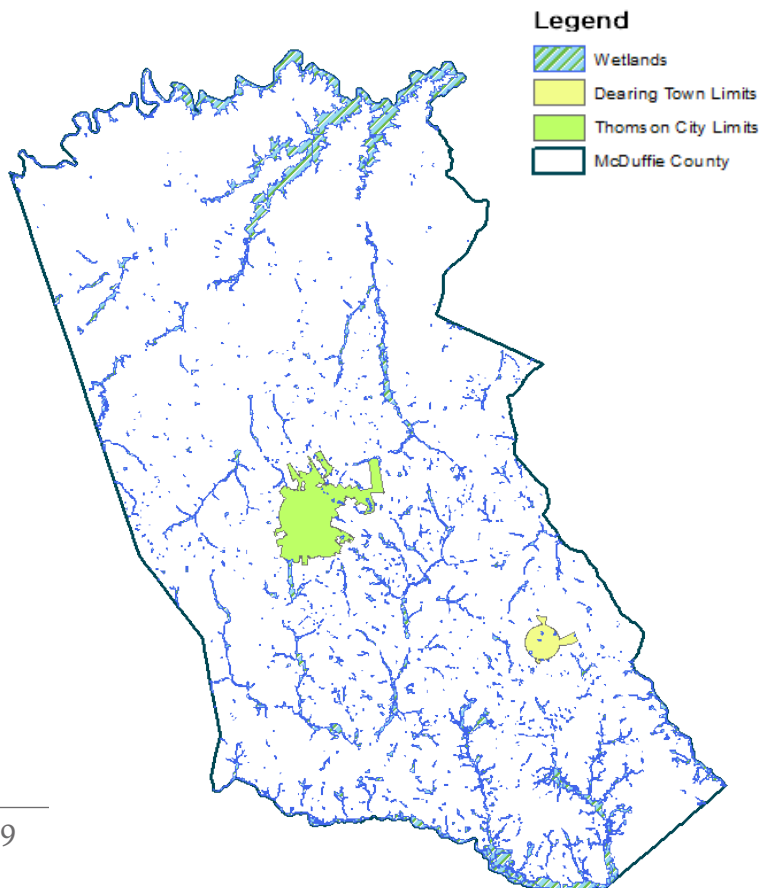 Legend
Wetlands
Dearing Town Limits
Thomson City Limits
McDuffie County
9